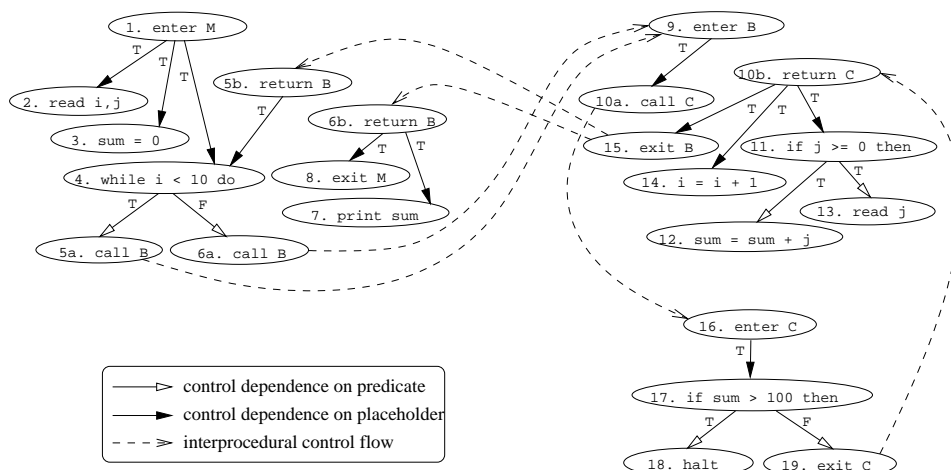 1. enter M
T
T
T
2. read i,j
3. sum = 0
4. while i < 10 do
T
F
5a. call B
6a. call B
5b. return B
T
6b. return B
T
T
8. exit M
7. print sum
9. enter B
T
10a. call C
10b. return C
T
T
T
15. exit B
14. i = i + 1
11. if j >= 0 then
T
T
13. read j
12. sum = sum + j
16. enter C
T
17. if sum > 100 then
T
F
18. halt
19. exit C
control dependence on predicate
control dependence on placeholder
interprocedural control flow